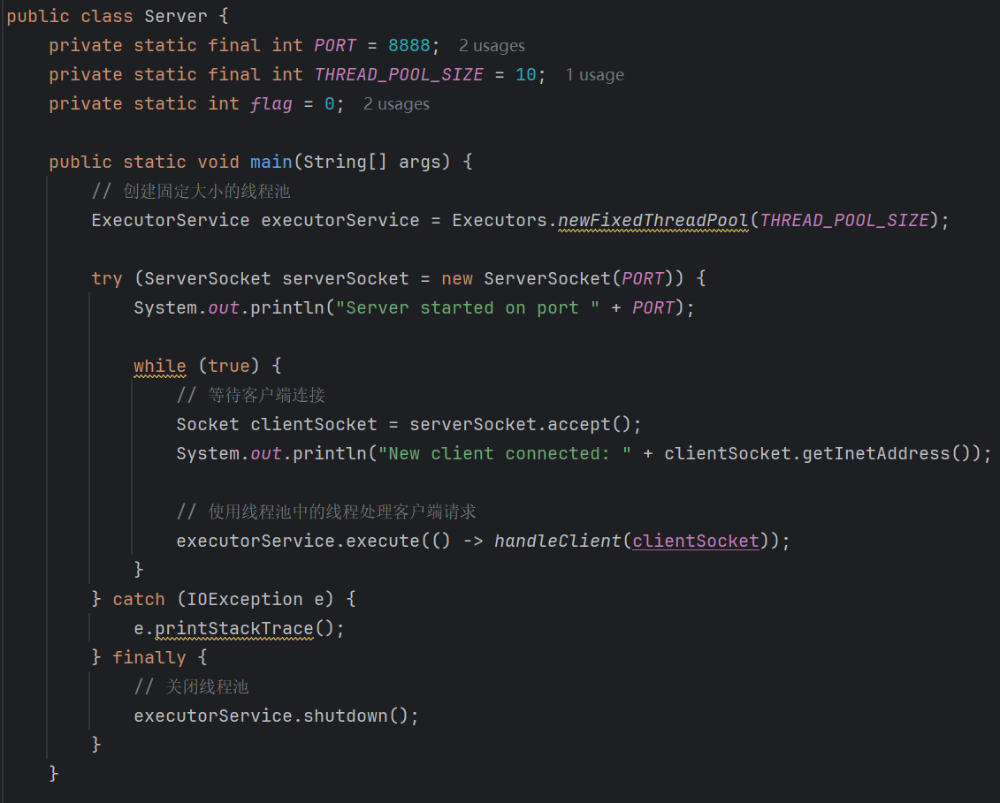 public class Server {
private static final int PORT = 8888; 2 usages
private static final int THREAD_POOL_SIZE = 10; 1 usage
private static int flag = 0; 2 usages
public static void main(String[] args) {
// 创建固定大小的线程池
ExecutorService executorService = Executors.newFixedThreadPool(THREAD_POOL_SIZE);
try (ServerSocket serverSocket = new ServerSocket(PORT)) {
System.out.println("Server started on port " + PORT);
while (true) {
// 等待客户端连接
Socket clientSocket = serverSocket.accept();
System.out.println("New client connected: " + clientSocket.getInetAddress());
// 使用线程池中的线程处理客户端请求
executorService.execute(() -> handleClient(clientSocket));
}
} catch (IOException e) {
e.printStackTrace();
} finally {
// 关闭线程池
executorService.shutdown();
}
}